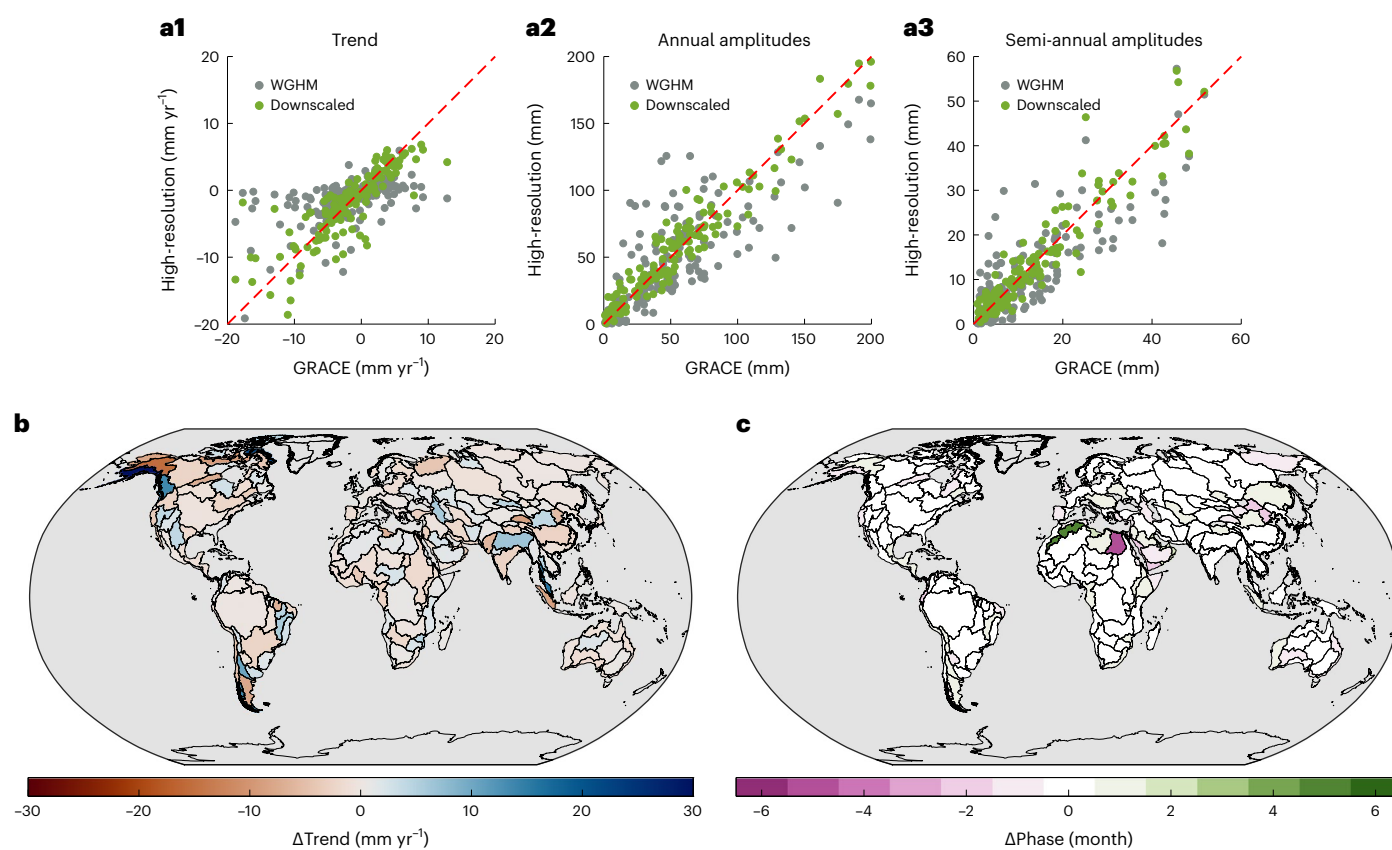 a1
Trend
20
10
0
−10
−20
−20
−10
0
10
20
High-resolution (mm yr⁻¹)
GRACE (mm yr⁻¹)
WGHM
Downscaled
a2
Annual amplitudes
200
150
100
50
0
0
50
100
150
200
High-resolution (mm)
GRACE (mm)
WGHM
Downscaled
a3
Semi-annual amplitudes
60
50
40
30
20
10
0
0
20
40
60
High-resolution (mm)
GRACE (mm)
WGHM
Downscaled
b
−30
−20
−10
0
10
20
30
ΔTrend (mm yr⁻¹)
c
−6
−4
−2
0
2
4
6
ΔPhase (month)